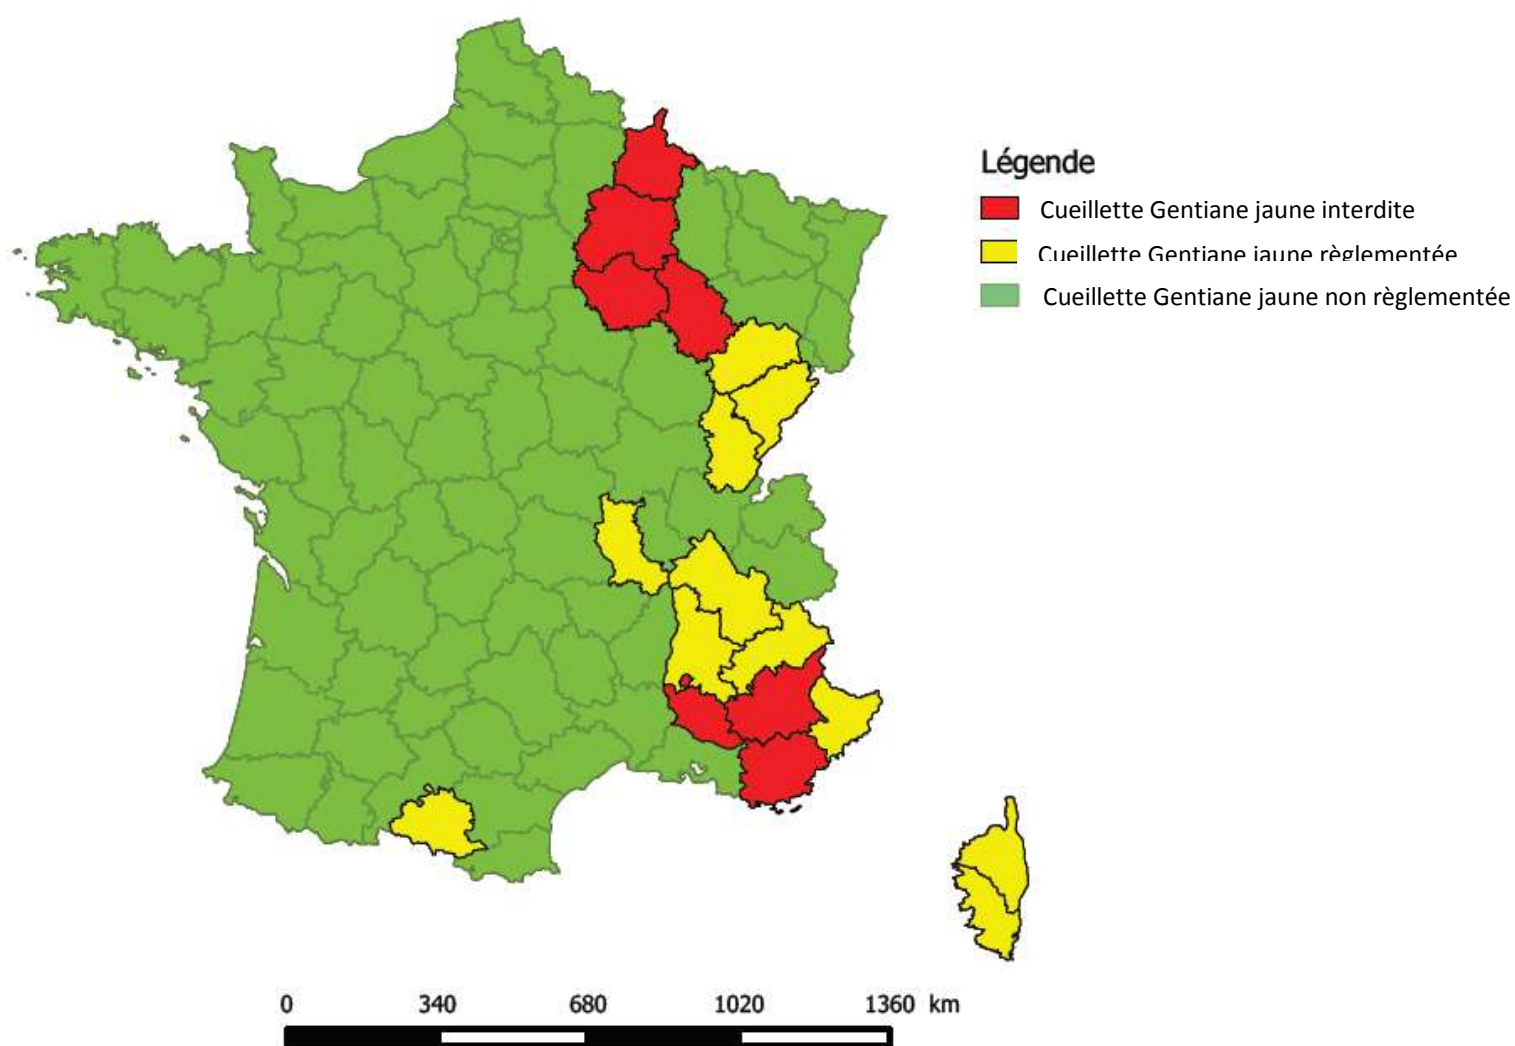 Légende
Cueillette Gentiane jaune interdite
Cueillette Gentiane jaune règlementée
Cueillette Gentiane jaune non règlementée
0 340 680 1020 1360 km